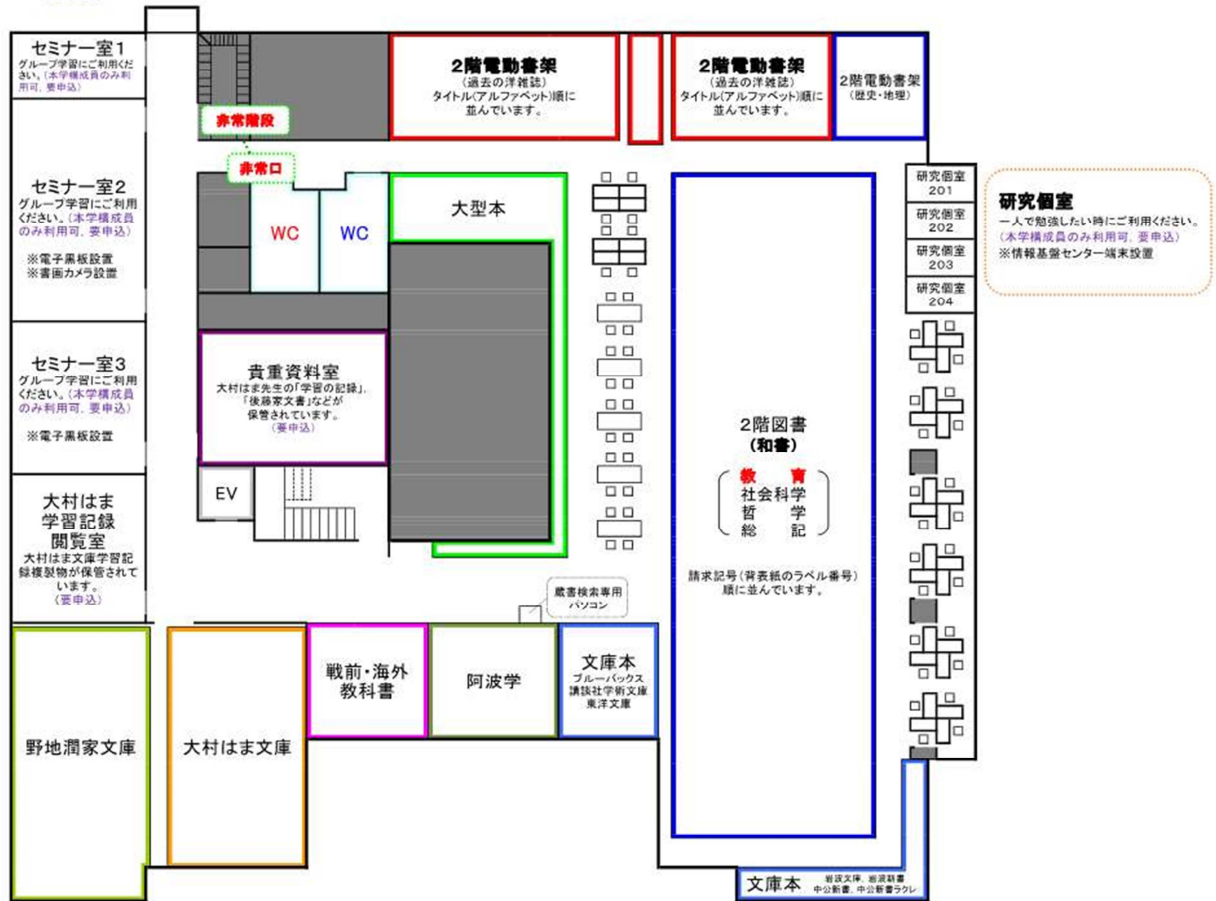 セミナー室1
グループ学習にご利用くだ
さい。(本学構成員のみ利
用可、要申込)
非常階段
非常口
2階電動書架
(過去の洋雑誌)
タイトル(アルファベット)順に
並んでいます。
2階電動書架
(過去の洋雑誌)
タイトル(アルファベット)順に
並んでいます。
2階電動書架
(歴史・地理)
セミナー室2
グループ学習にご利用
ください。(本学構成員
のみ利用可、要申込)
※電子黒板設置
※書画カメラ設置
WC
WC
大型本
研究個室
201
研究個室
202
研究個室
203
研究個室
204
研究個室
一人で勉強したい時にご利用ください。
(本学構成員のみ利用可、要申込)
※情報基盤センター端末設置
セミナー室3
グループ学習にご利用
ください。(本学構成員
のみ利用可、要申込)
※電子黒板設置
貴重資料室
大村はま先生の「学習の記録」、
「後藤家文書」などが
保管されています。
(要申込)
2階図書
(和書)
教 育
社会科学
哲 学
総 記
請求記号(背表紙のラベル番号)
順に並んでいます。
EV
大村はま
学習記録
閲覧室
大村はま文庫学習記
録複製物が保管されて
います。
(要申込)
蔵書検索専用
パソコン
野地潤家文庫
大村はま文庫
戦前・海外
教科書
阿波学
文庫本
ブルーバックス
講談社学術文庫
東洋文庫
文庫本
岩波文庫、岩波新書
中公新書、中公新書ラクレ